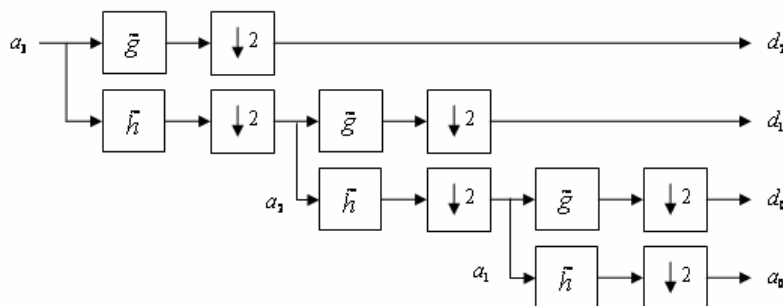 a₃ ḡ ↓ 2 d₂
h̄ ↓ 2 ḡ ↓ 2 d₁
a₂ h̄ ↓ 2 ḡ ↓ 2 d₀
a₁ h̄ ↓ 2 a₀